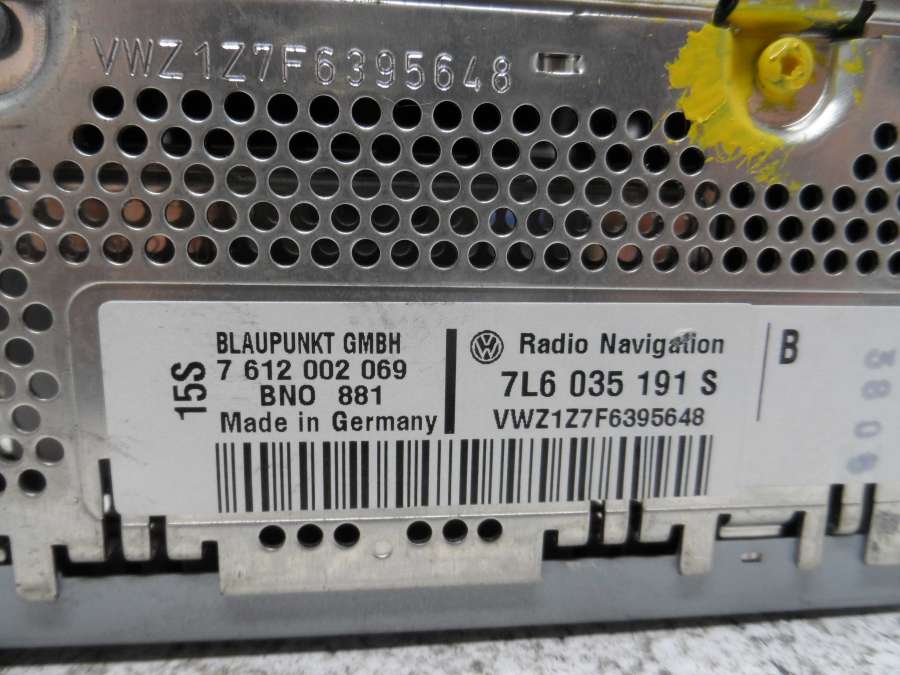 VWZ1Z7F6395648
15S
BLAUPUNKT GMBH
7 612 002 069
BNO 881
Made in Germany
Radio Navigation
7L6 035 191 S
VWZ1Z7F6395648
B
3808